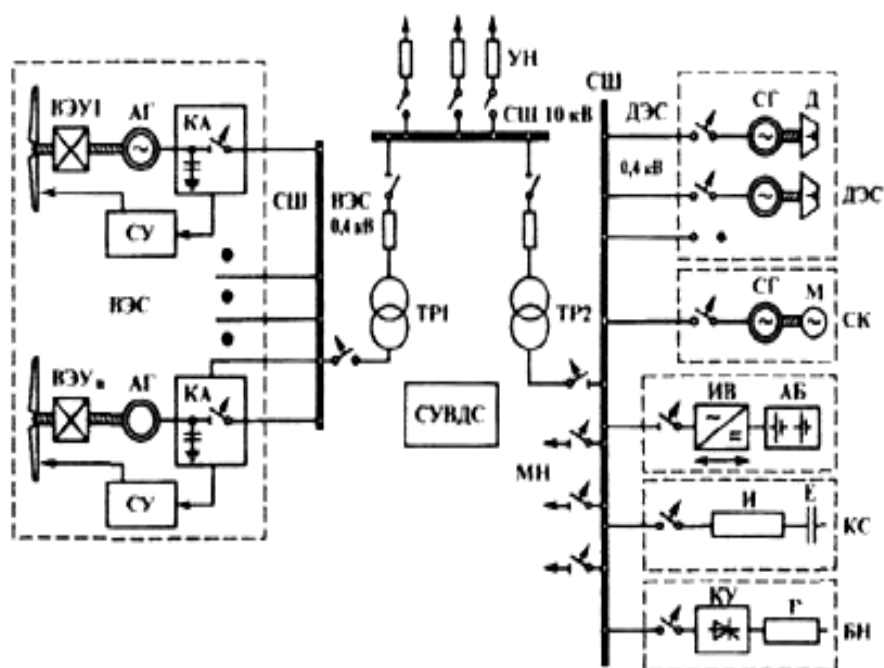 ВЭУ1
АГ
КА
СУ
СШ
ВЭС
0,4 кВ
ВЭС
ВЭУп
АГ
КА
СУ
УН
СШ 10 кВ
ТР1
ТР2
СУВДС
МН
СШ
ДЭС
0,4 кВ
СГ
Д
ДЭС
СГ
М
СК
ИВ
АБ
И
Е
КС
КУ
Г
БН